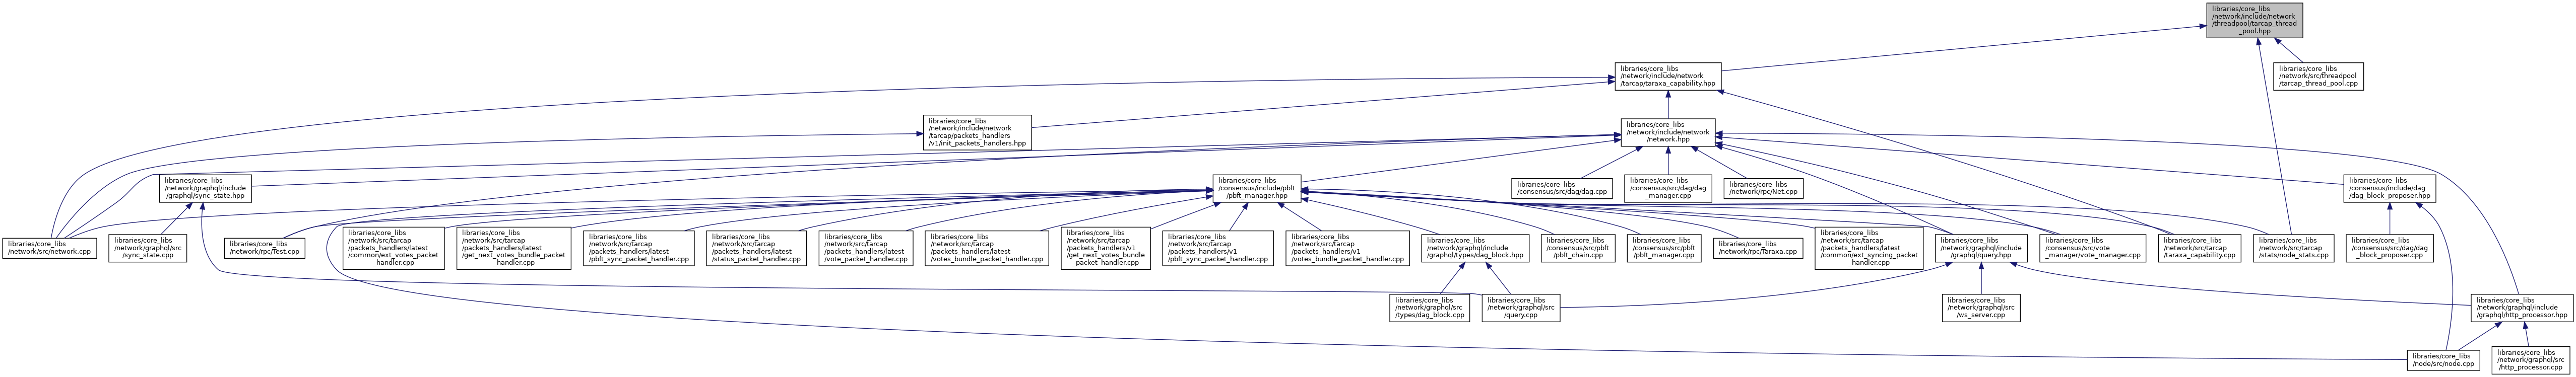 libraries/core_libs
/network/include/network
/threadpool/tarcap_thread
_pool.hpp
libraries/core_libs
/network/include/network
/tarcap/taraxa_capability.hpp
libraries/core_libs
/network/src/threadpool
/tarcap_thread_pool.cpp
libraries/core_libs
/network/include/network
/tarcap/packets_handlers
/v1/init_packets_handlers.hpp
libraries/core_libs
/network/include/network
/network.hpp
libraries/core_libs
/network/graphql/include
/graphql/sync_state.hpp
libraries/core_libs
/consensus/include/pbft
/pbft_manager.hpp
libraries/core_libs
/consensus/src/dag/dag.cpp
libraries/core_libs
/consensus/src/dag/dag
_manager.cpp
libraries/core_libs
/network/rpc/Net.cpp
libraries/core_libs
/consensus/include/dag
/dag_block_proposer.hpp
libraries/core_libs
/network/src/network.cpp
libraries/core_libs
/network/graphql/src
/sync_state.cpp
libraries/core_libs
/network/rpc/Test.cpp
libraries/core_libs
/network/src/tarcap
/packets_handlers/latest
/common/ext_votes_packet
_handler.cpp
libraries/core_libs
/network/src/tarcap
/packets_handlers/latest
/get_next_votes_bundle_packet
_handler.cpp
libraries/core_libs
/network/src/tarcap
/packets_handlers/latest
/pbft_sync_packet_handler.cpp
libraries/core_libs
/network/src/tarcap
/packets_handlers/latest
/status_packet_handler.cpp
libraries/core_libs
/network/src/tarcap
/packets_handlers/latest
/vote_packet_handler.cpp
libraries/core_libs
/network/src/tarcap
/packets_handlers/latest
/votes_bundle_packet_handler.cpp
libraries/core_libs
/network/src/tarcap
/packets_handlers/v1
/get_next_votes_bundle
_packet_handler.cpp
libraries/core_libs
/network/src/tarcap
/packets_handlers/v1
/pbft_sync_packet_handler.cpp
libraries/core_libs
/network/src/tarcap
/packets_handlers/v1
/votes_bundle_packet_handler.cpp
libraries/core_libs
/network/graphql/include
/graphql/types/dag_block.hpp
libraries/core_libs
/consensus/src/pbft
/pbft_chain.cpp
libraries/core_libs
/consensus/src/pbft
/pbft_manager.cpp
libraries/core_libs
/network/rpc/Taraxa.cpp
libraries/core_libs
/network/src/tarcap
/packets_handlers/latest
/common/ext_syncing_packet
_handler.cpp
libraries/core_libs
/network/graphql/include
/graphql/query.hpp
libraries/core_libs
/consensus/src/vote
_manager/vote_manager.cpp
libraries/core_libs
/network/src/tarcap
/taraxa_capability.cpp
libraries/core_libs
/network/src/tarcap
/stats/node_stats.cpp
libraries/core_libs
/consensus/src/dag/dag
_block_proposer.cpp
libraries/core_libs
/network/graphql/src
/types/dag_block.cpp
libraries/core_libs
/network/graphql/src
/query.cpp
libraries/core_libs
/network/graphql/src
/ws_server.cpp
libraries/core_libs
/network/graphql/include
/graphql/http_processor.hpp
libraries/core_libs
/node/src/node.cpp
libraries/core_libs
/network/graphql/src
/http_processor.cpp